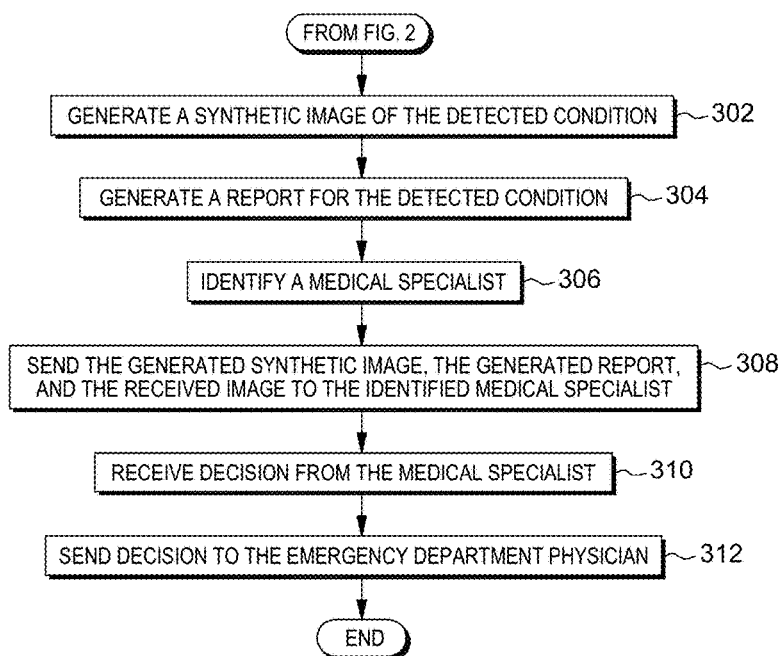 FROM FIG. 2
GENERATE A SYNTHETIC IMAGE OF THE DETECTED CONDITION
302
GENERATE A REPORT FOR THE DETECTED CONDITION
304
IDENTIFY A MEDICAL SPECIALIST
306
SEND THE GENERATED SYNTHETIC IMAGE, THE GENERATED REPORT,
AND THE RECEIVED IMAGE TO THE IDENTIFIED MEDICAL SPECIALIST
308
RECEIVE DECISION FROM THE MEDICAL SPECIALIST
310
SEND DECISION TO THE EMERGENCY DEPARTMENT PHYSICIAN
312
END